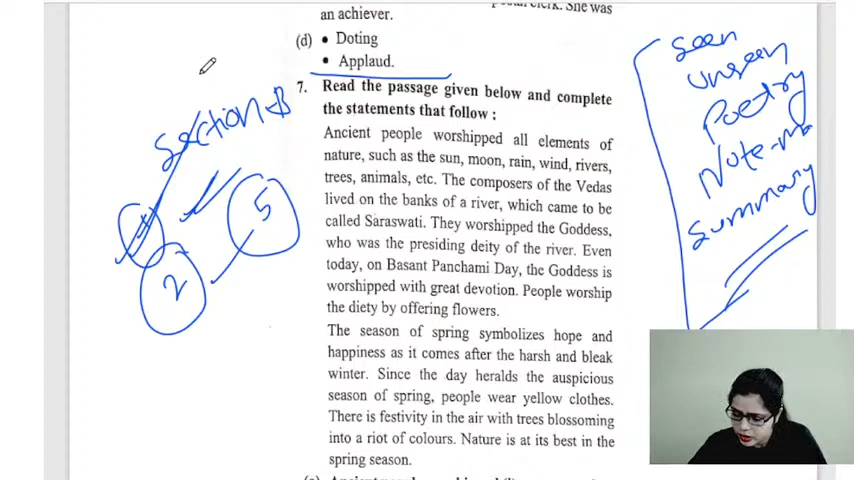 She was
an achiever.
(d) • Doting
• Applaud.
7. Read the passage given below and complete
the statements that follow :
Ancient people worshipped all elements of
nature, such as the sun, moon, rain, wind, rivers,
trees, animals, etc. The composers of the Vedas
lived on the banks of a river, which came to be
called Saraswati. They worshipped the Goddess,
who was the presiding deity of the river. Even
today, on Basant Panchami Day, the Goddess is
worshipped with great devotion. People worship
the diety by offering flowers.
The season of spring symbolizes hope and
happiness as it comes after the harsh and bleak
winter. Since the day heralds the auspicious
season of spring, people wear yellow clothes.
There is festivity in the air with trees blossoming
into a riot of colours. Nature is at its best in the
spring season.
Section-B
5
2
seen
unseen
Poetry
Note-m
Summary